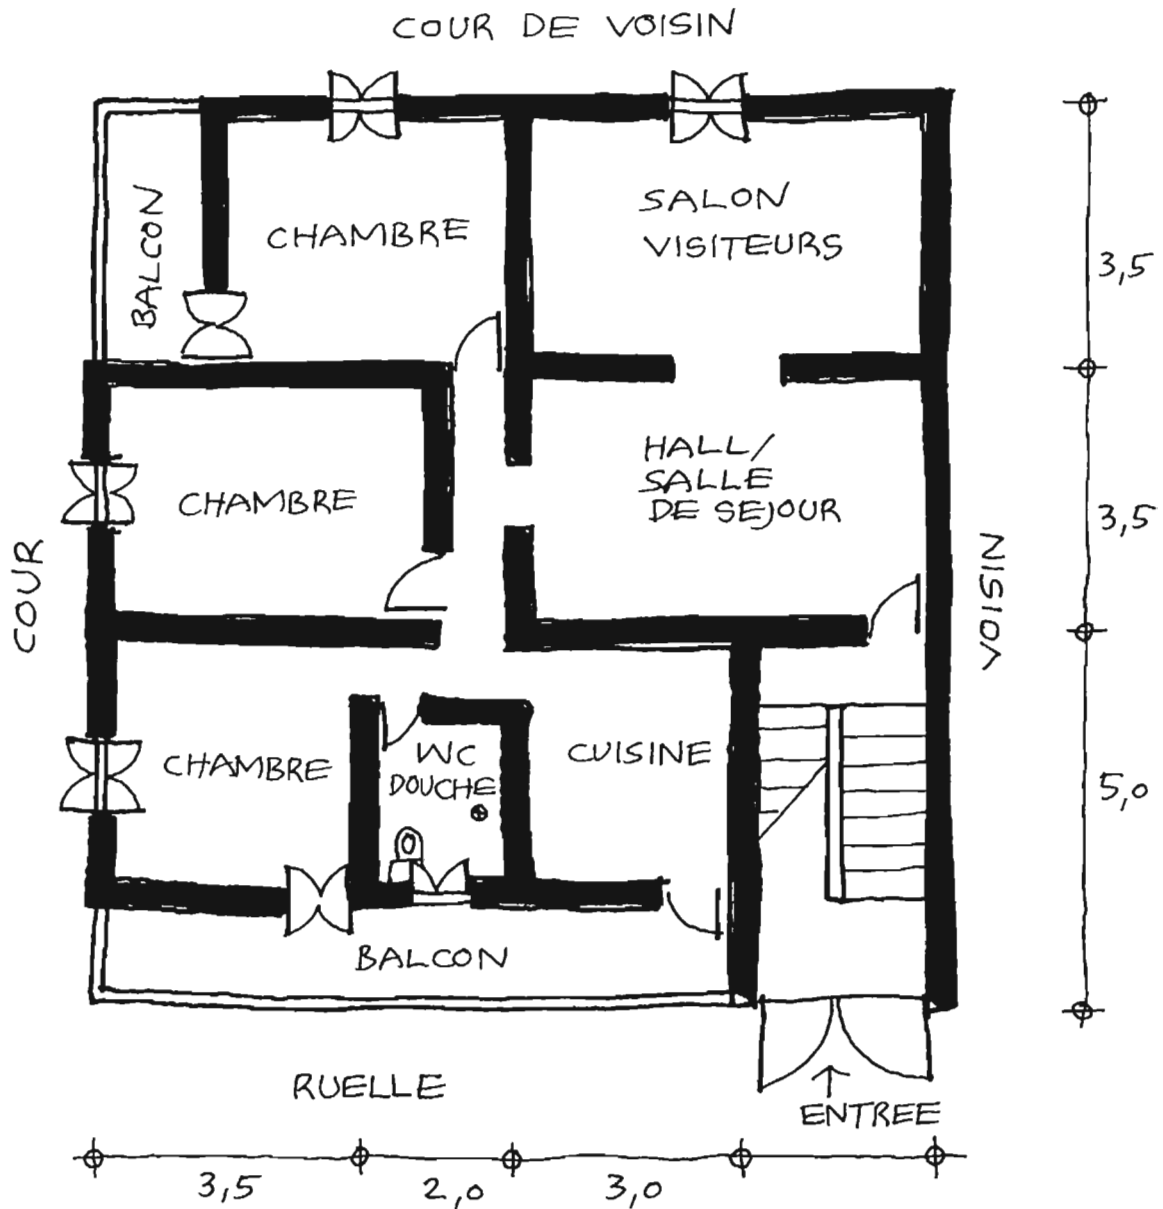 COUR DE VOISIN
SALON
VISITEURS
CHAMBRE
BALCON
3,5
HALL/
SALLE
DE SEJOUR
CHAMBRE
3,5
COUR
VOISIN
CUISINE
WC
DOUCHE
CHAMBRE
5,0
BALCON
RUELLE
ENTREE
3,5
2,0
3,0